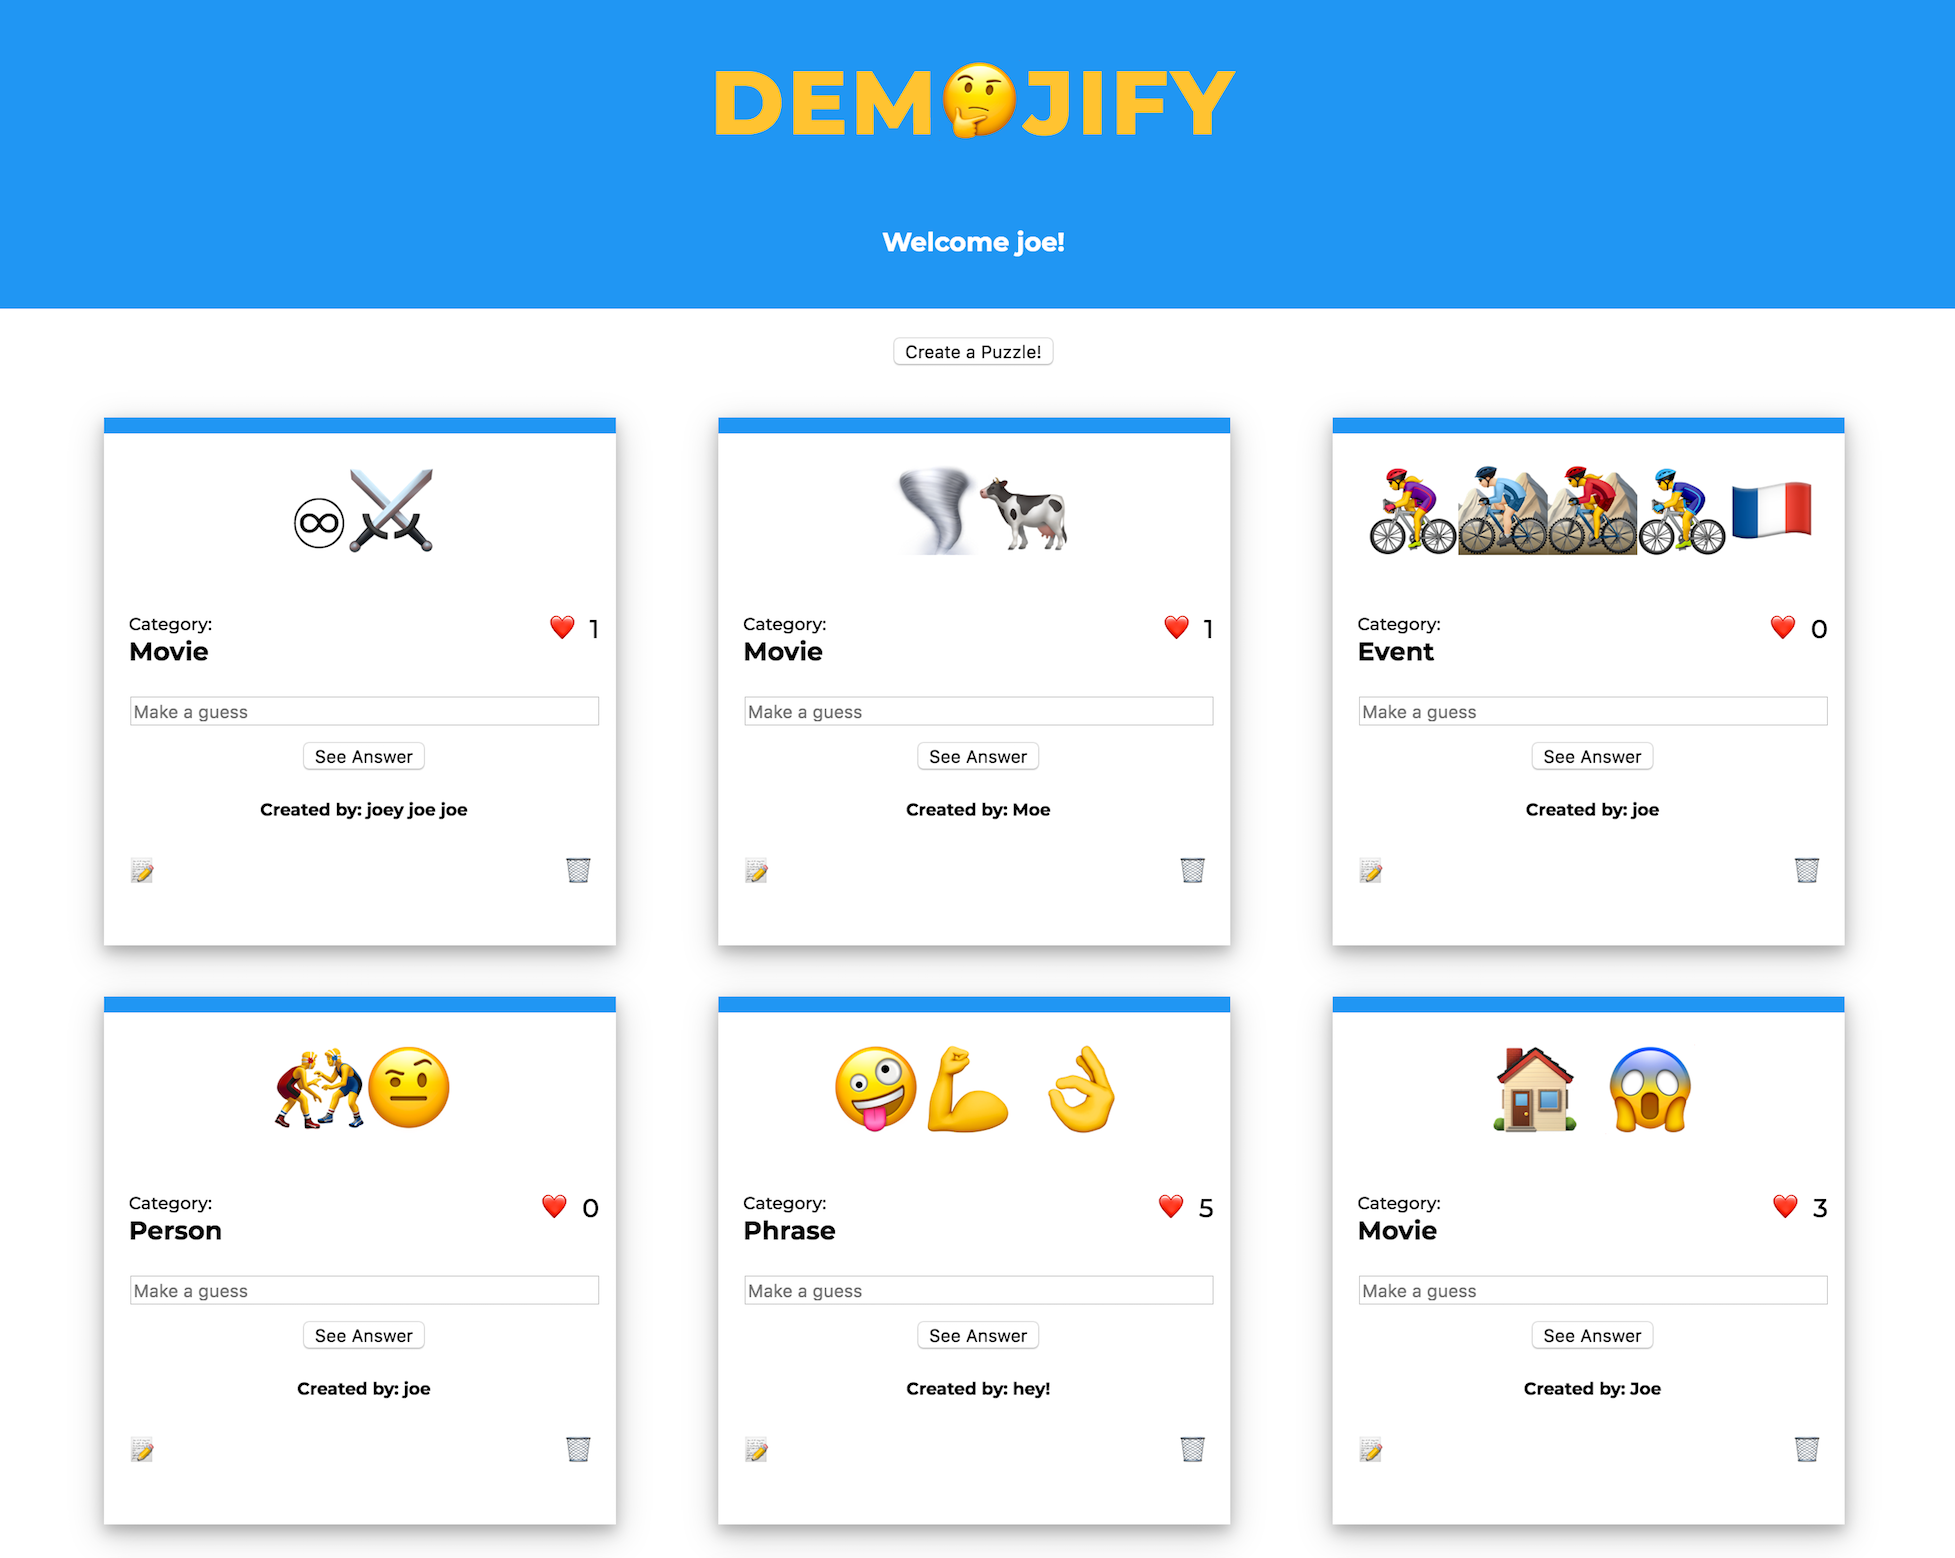 DEM🤔JIFY
Welcome joe!
Create a Puzzle!
♾⚔️
Category:
Movie
❤️ 1
Make a guess
See Answer
Created by: joey joe joe
🌪🐄
Category:
Movie
❤️ 1
Make a guess
See Answer
Created by: Moe
🚴‍♀️🚵🏻🚵‍♀️🚴🇫🇷
Category:
Event
❤️ 0
Make a guess
See Answer
Created by: joe
🤼🤨
Category:
Person
❤️ 0
Make a guess
See Answer
Created by: joe
🤪💪 👌
Category:
Phrase
❤️ 5
Make a guess
See Answer
Created by: hey!
🏠 😱
Category:
Movie
❤️ 3
Make a guess
See Answer
Created by: Joe